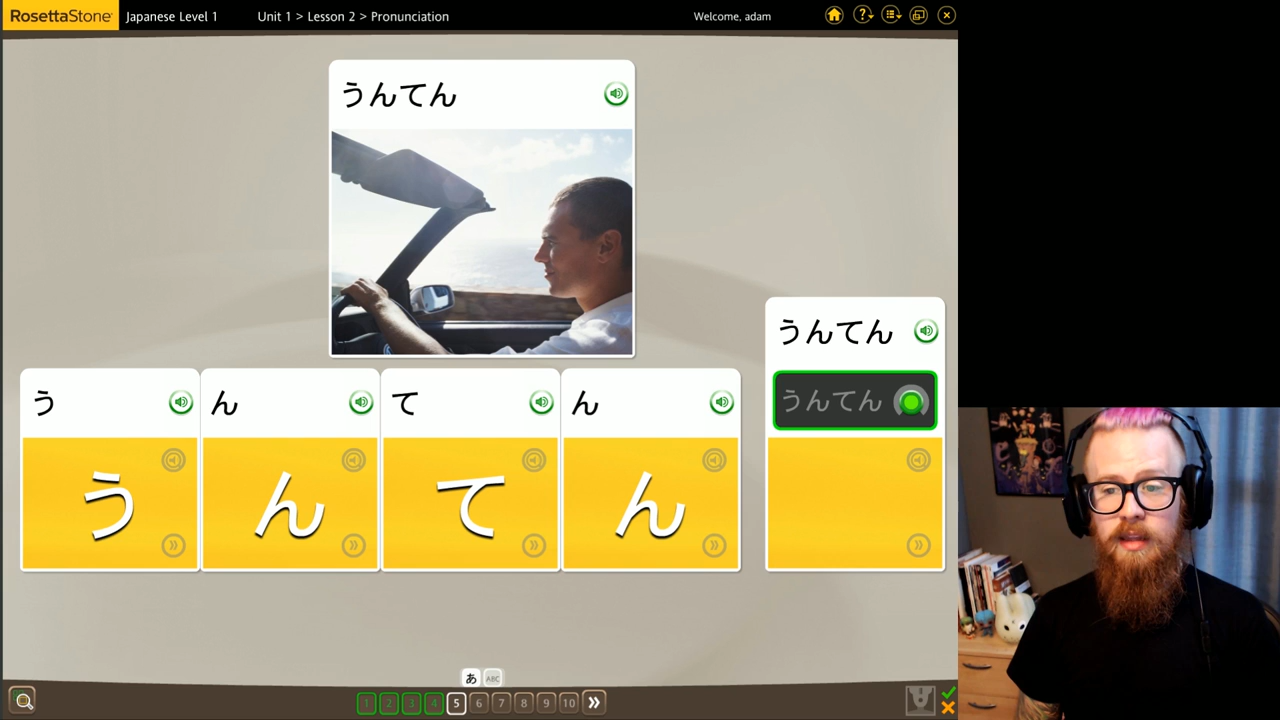 RosettaStone
Japanese Level 1
Unit 1 > Lesson 2 > Pronunciation
Welcome, adam
うんてん
うんてん
うんてん
う
ん
て
ん
う
ん
て
ん
あ ABC
1 2 3 4 5 6 7 8 9 10